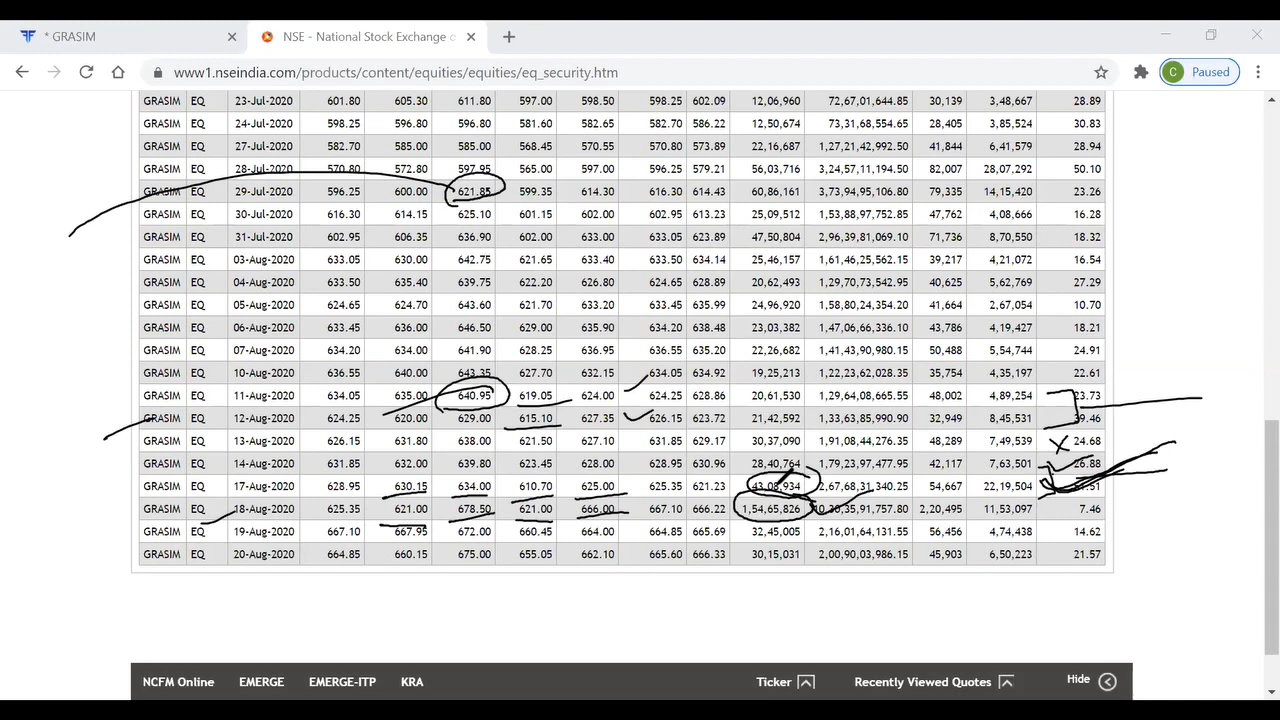 * GRASIM
NSE - National Stock Exchange o
Paused
www1.nseindia.com/products/content/equities/equities/eq_security.htm
GRASIM EQ 23-Jul-2020 601.80 605.30 611.80 597.00 598.50 598.25 602.09 12,06,960 72,67,01,644.85 30,139 3,48,667 28.89
GRASIM EQ 24-Jul-2020 598.25 596.80 596.80 581.60 582.65 582.70 586.22 12,50,674 73,31,68,554.65 28,405 3,85,524 30.83
GRASIM EQ 27-Jul-2020 582.70 585.00 585.00 568.45 570.55 570.80 573.89 22,16,687 1,27,21,42,992.50 41,844 6,41,579 28.94
GRASIM EQ 28-Jul-2020 570.80 572.80 597.95 565.00 597.00 596.25 579.21 56,03,716 3,24,57,11,194.50 82,007 28,07,292 50.10
GRASIM EQ 29-Jul-2020 596.25 600.00 621.85 599.35 614.30 616.30 614.43 60,86,161 3,73,94,95,106.80 79,335 14,15,420 23.26
GRASIM EQ 30-Jul-2020 616.30 614.15 625.10 601.15 602.00 602.95 613.23 25,09,512 1,53,88,97,752.85 47,762 4,08,666 16.28
GRASIM EQ 31-Jul-2020 602.95 606.35 636.90 602.00 633.00 633.05 623.89 47,50,804 2,96,39,81,069.10 71,736 8,70,550 18.32
GRASIM EQ 03-Aug-2020 633.05 630.00 642.75 621.65 633.40 633.50 634.14 25,46,157 1,61,46,25,562.15 39,217 4,21,072 16.54
GRASIM EQ 04-Aug-2020 633.50 635.40 639.75 622.20 626.80 624.65 628.89 20,62,493 1,29,70,73,542.95 40,625 5,62,769 27.29
GRASIM EQ 05-Aug-2020 624.65 624.70 643.60 621.70 633.20 633.45 635.99 24,96,920 1,58,80,24,354.20 41,664 2,67,054 10.70
GRASIM EQ 06-Aug-2020 633.45 636.00 646.50 629.00 635.90 634.20 638.48 23,03,382 1,47,06,66,336.10 43,786 4,19,427 18.21
GRASIM EQ 07-Aug-2020 634.20 634.00 641.90 628.25 636.95 636.55 635.20 22,26,682 1,41,43,90,980.15 50,488 5,54,744 24.91
GRASIM EQ 10-Aug-2020 636.55 640.00 643.35 627.70 632.15 634.05 634.92 19,25,213 1,22,23,62,028.35 35,754 4,35,197 22.61
GRASIM EQ 11-Aug-2020 634.05 635.00 640.95 619.05 624.00 624.25 628.86 20,61,530 1,29,64,08,665.55 48,002 4,89,254 23.73
GRASIM EQ 12-Aug-2020 624.25 620.00 629.00 615.10 627.35 626.15 623.72 21,42,592 1,33,63,85,990.90 32,949 8,45,531 39.46
GRASIM EQ 13-Aug-2020 626.15 631.80 638.00 621.50 627.10 631.85 629.17 30,37,090 1,91,08,44,276.35 48,289 7,49,539 24.68
GRASIM EQ 14-Aug-2020 631.85 632.00 639.80 623.45 628.00 628.95 630.96 28,40,764 1,79,23,97,477.95 42,117 7,63,501 26.88
GRASIM EQ 17-Aug-2020 628.95 630.15 634.00 610.70 625.00 625.35 621.23 43,08,934 2,67,68,31,340.25 54,667 22,19,504
GRASIM EQ 18-Aug-2020 625.35 621.00 678.50 621.00 666.00 667.10 666.22 1,54,65,826 10,30,35,91,757.80 2,20,495 11,53,097 7.46
GRASIM EQ 19-Aug-2020 667.10 667.95 672.00 660.45 664.00 664.85 665.69 32,45,005 2,16,01,64,131.55 56,456 4,74,438 14.62
GRASIM EQ 20-Aug-2020 664.85 660.15 675.00 655.05 662.10 665.60 666.33 30,15,031 2,00,90,03,986.15 45,903 6,50,223 21.57
NCFM Online EMERGE EMERGE-ITP KRA Ticker Recently Viewed Quotes Hide